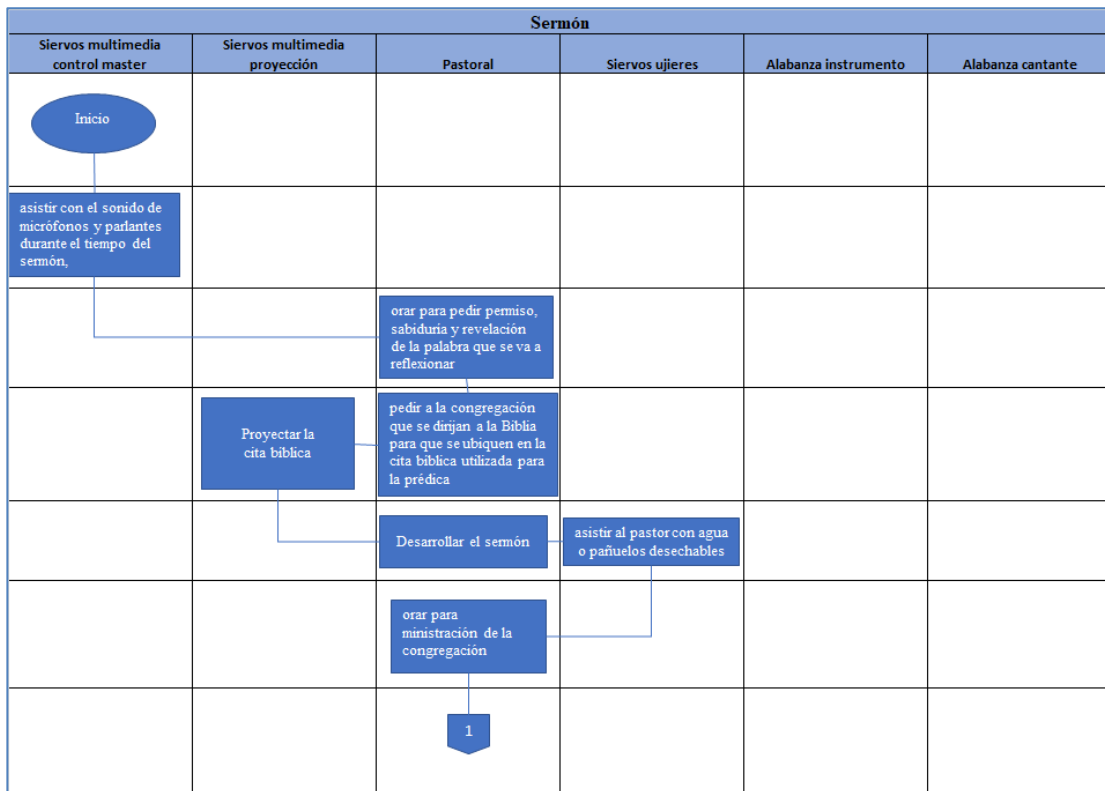 Sermón
Siervos multimedia
control master
Siervos multimedia
proyección
Pastoral
Siervos ujieres
Alabanza instrumento
Alabanza cantante
Inicio
asistir con el sonido de
micrófonos y parlantes
durante el tiempo del
sermón,
orar para pedir permiso,
sabiduría y revelación
de la palabra que se va a
reflexionar
pedir a la congregación
que se dirijan a la Biblia
para que se ubiquen en la
cita bíblica utilizada para
la prédica
Proyectar la
cita bíblica
Desarrollar el sermón
asistir al pastor con agua
o pañuelos desechables
orar para
ministración de la
congregación
1